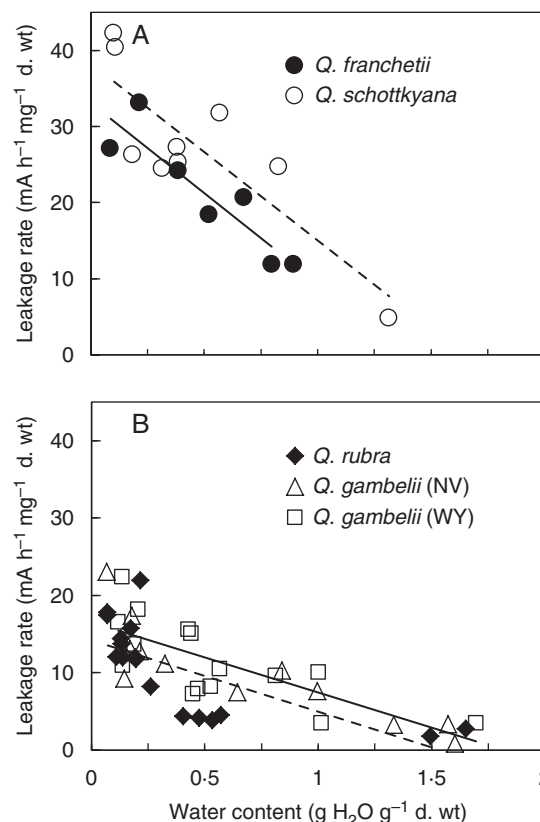 A
Q. franchetii
Q. schottkyana
40
30
20
10
0
Leakage rate (mA h⁻¹ mg⁻¹ d. wt)
B
Q. rubra
Q. gambelii (NV)
Q. gambelii (WY)
40
30
20
10
0
Leakage rate (mA h⁻¹ mg⁻¹ d. wt)
0 0·5 1 1·5 2
Water content (g H₂O g⁻¹ d. wt)